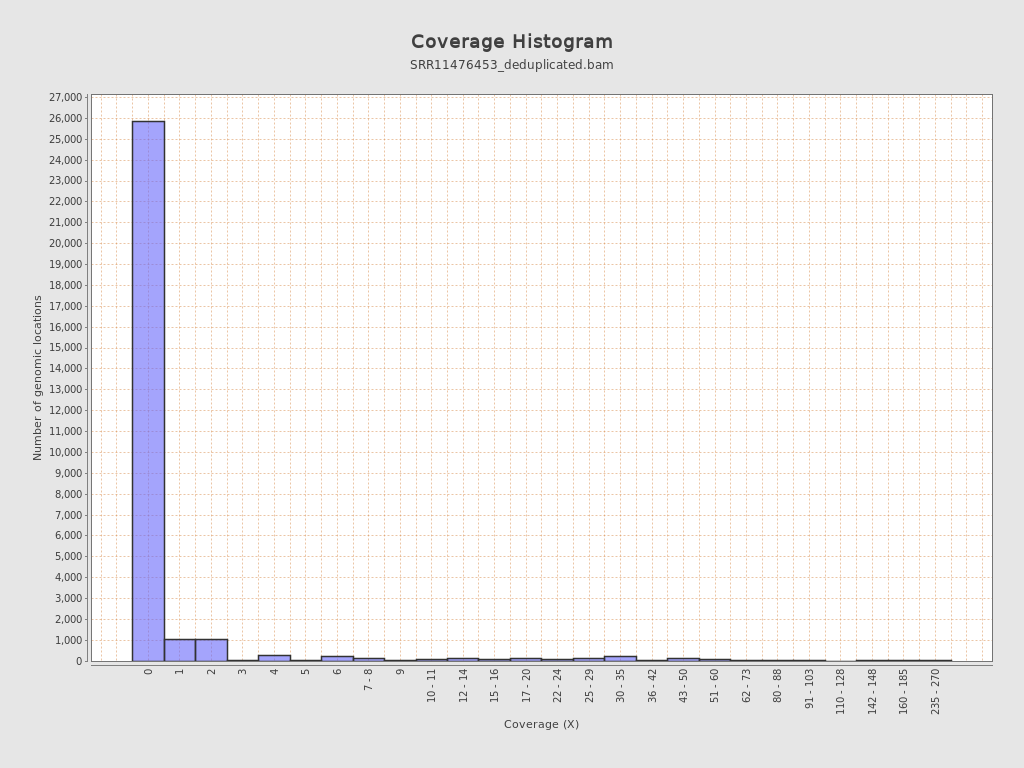 Coverage Histogram
SRR11476453_deduplicated.bam
27,000
26,000
25,000
24,000
23,000
22,000
21,000
20,000
19,000
18,000
17,000
16,000
15,000
14,000
13,000
12,000
11,000
10,000
9,000
8,000
7,000
6,000
5,000
4,000
3,000
2,000
1,000
0
Number of genomic locations
0
1
2
3
4
5
6
7 - 8
9
10 - 11
12 - 14
15 - 16
17 - 20
22 - 24
25 - 29
30 - 35
36 - 42
43 - 50
51 - 60
62 - 73
80 - 88
91 - 103
110 - 128
142 - 148
160 - 185
235 - 270
Coverage (X)